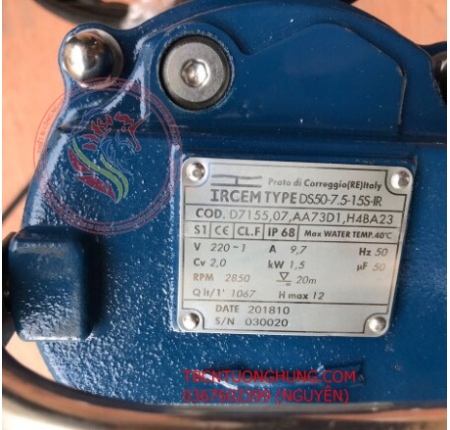 Prato di Correggio(RE)Italy
IRCEM TYPE DS50-7.5-15S-IR
COD. D7155,07,AA73D1,H4BA23
S1 CE CL.F IP 68 Max WATER TEMP.40°C
V 220~1 A 9,7 Hz 50
Cv 2,0 kW 1,5 µF 50
RPM 2850 20m
Q lt/1' 1067 H max 12
DATE 201810
S/N 030020
TBCNTUONGHUNG.COM
0367502399 (NGUYÊN)